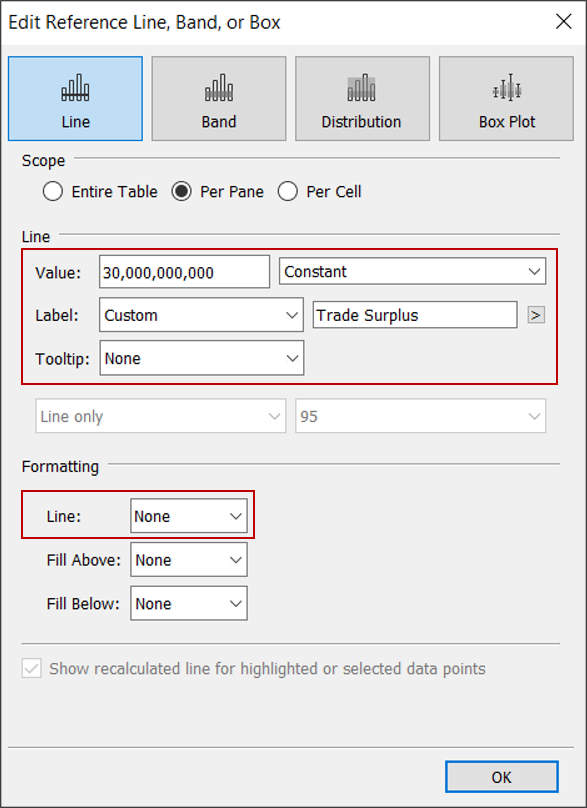 Edit Reference Line, Band, or Box
Line Band Distribution Box Plot
Scope
Entire Table Per Pane Per Cell
Line
Value: 30,000,000,000 Constant
Label: Custom Trade Surplus >
Tooltip: None
Line only 95
Formatting
Line: None
Fill Above: None
Fill Below: None
Show recalculated line for highlighted or selected data points
OK